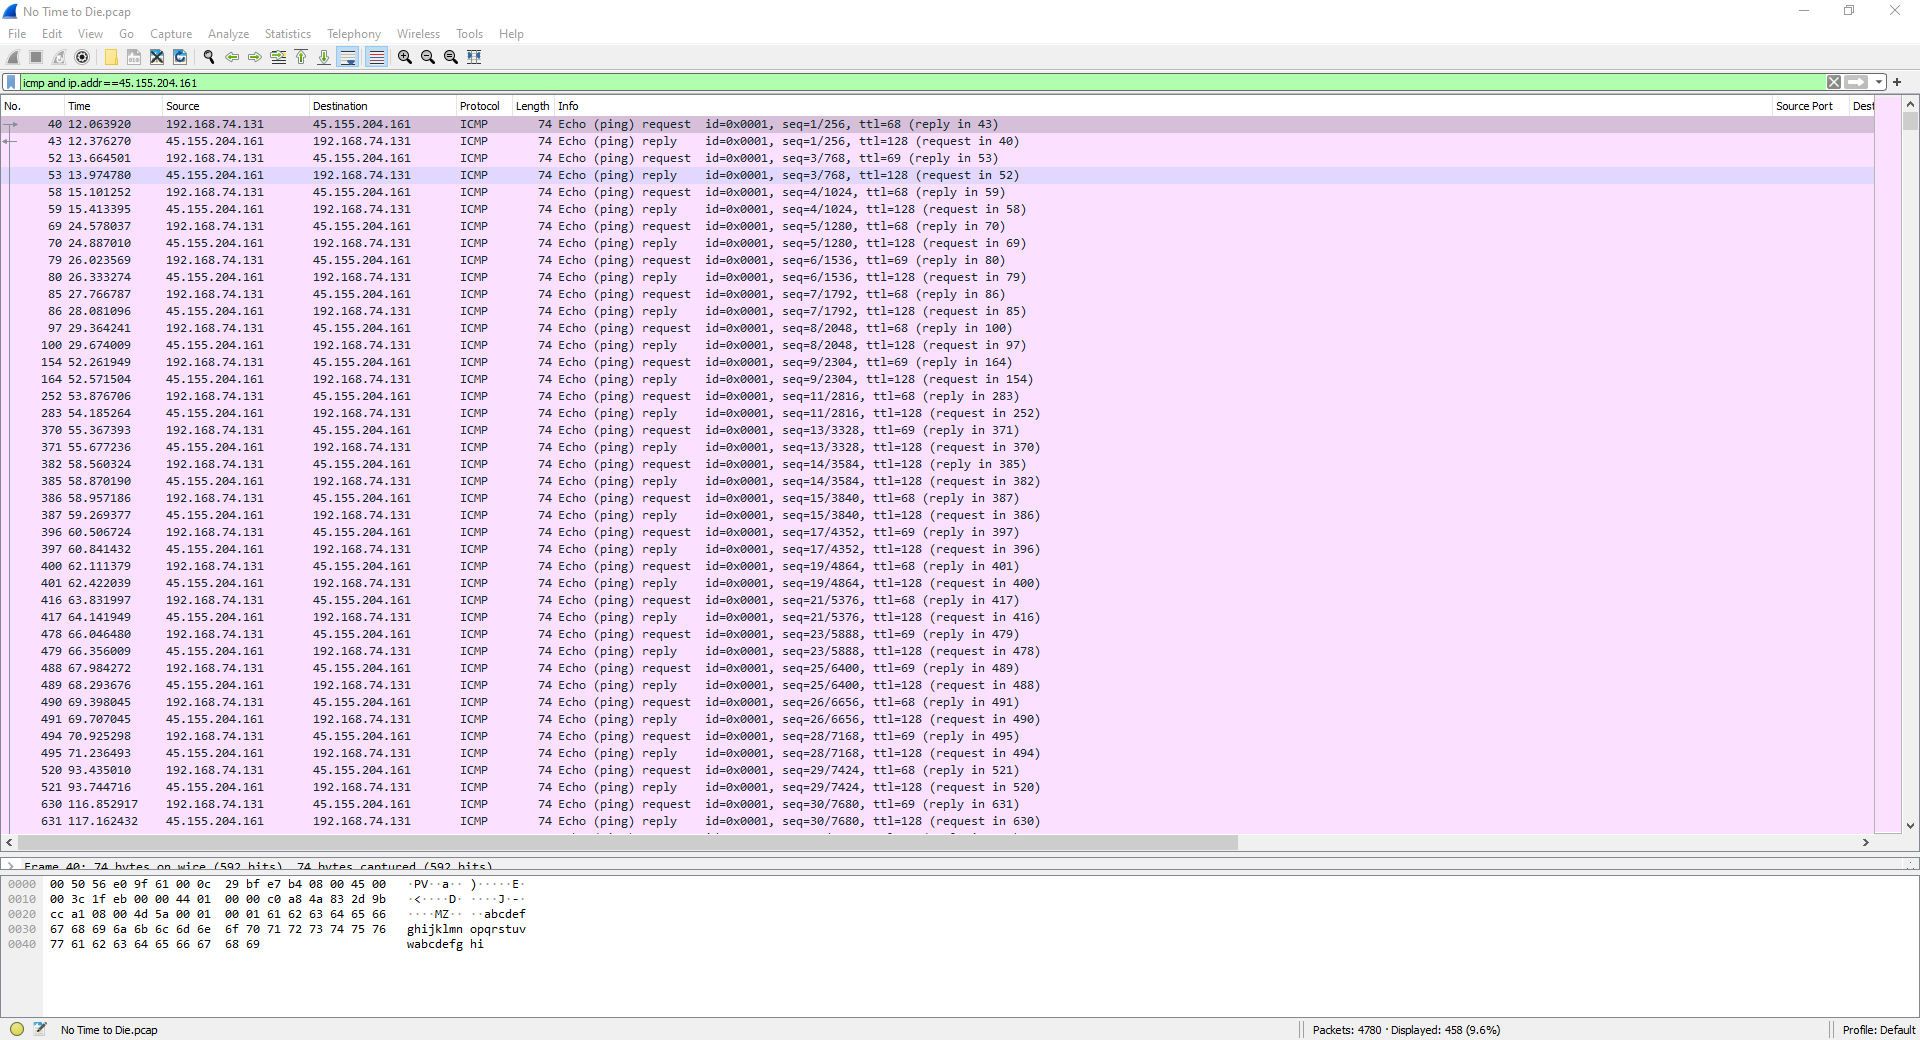 No Time to Die.pcap
File Edit View Go Capture Analyze Statistics Telephony Wireless Tools Help
icmp and ip.addr==45.155.204.161
No. Time Source Destination Protocol Length Info Source Port Dest
40 12.063920 192.168.74.131 45.155.204.161 ICMP 74 Echo (ping) request id=0x0001, seq=1/256, ttl=68 (reply in 43)
43 12.376270 45.155.204.161 192.168.74.131 ICMP 74 Echo (ping) reply id=0x0001, seq=1/256, ttl=128 (request in 40)
52 13.664501 192.168.74.131 45.155.204.161 ICMP 74 Echo (ping) request id=0x0001, seq=3/768, ttl=69 (reply in 53)
53 13.974780 45.155.204.161 192.168.74.131 ICMP 74 Echo (ping) reply id=0x0001, seq=3/768, ttl=128 (request in 52)
58 15.101252 192.168.74.131 45.155.204.161 ICMP 74 Echo (ping) request id=0x0001, seq=4/1024, ttl=68 (reply in 59)
59 15.413395 45.155.204.161 192.168.74.131 ICMP 74 Echo (ping) reply id=0x0001, seq=4/1024, ttl=128 (request in 58)
69 24.578037 192.168.74.131 45.155.204.161 ICMP 74 Echo (ping) request id=0x0001, seq=5/1280, ttl=68 (reply in 70)
70 24.887010 45.155.204.161 192.168.74.131 ICMP 74 Echo (ping) reply id=0x0001, seq=5/1280, ttl=128 (request in 69)
79 26.023569 192.168.74.131 45.155.204.161 ICMP 74 Echo (ping) request id=0x0001, seq=6/1536, ttl=69 (reply in 80)
80 26.333274 45.155.204.161 192.168.74.131 ICMP 74 Echo (ping) reply id=0x0001, seq=6/1536, ttl=128 (request in 79)
85 27.766787 192.168.74.131 45.155.204.161 ICMP 74 Echo (ping) request id=0x0001, seq=7/1792, ttl=68 (reply in 86)
86 28.081096 45.155.204.161 192.168.74.131 ICMP 74 Echo (ping) reply id=0x0001, seq=7/1792, ttl=128 (request in 85)
97 29.364241 192.168.74.131 45.155.204.161 ICMP 74 Echo (ping) request id=0x0001, seq=8/2048, ttl=68 (reply in 100)
100 29.674009 45.155.204.161 192.168.74.131 ICMP 74 Echo (ping) reply id=0x0001, seq=8/2048, ttl=128 (request in 97)
154 52.261949 192.168.74.131 45.155.204.161 ICMP 74 Echo (ping) request id=0x0001, seq=9/2304, ttl=69 (reply in 164)
164 52.571504 45.155.204.161 192.168.74.131 ICMP 74 Echo (ping) reply id=0x0001, seq=9/2304, ttl=128 (request in 154)
252 53.876706 192.168.74.131 45.155.204.161 ICMP 74 Echo (ping) request id=0x0001, seq=11/2816, ttl=68 (reply in 283)
283 54.185264 45.155.204.161 192.168.74.131 ICMP 74 Echo (ping) reply id=0x0001, seq=11/2816, ttl=128 (request in 252)
370 55.367393 192.168.74.131 45.155.204.161 ICMP 74 Echo (ping) request id=0x0001, seq=13/3328, ttl=69 (reply in 371)
371 55.677236 45.155.204.161 192.168.74.131 ICMP 74 Echo (ping) reply id=0x0001, seq=13/3328, ttl=128 (request in 370)
382 58.560324 192.168.74.131 45.155.204.161 ICMP 74 Echo (ping) request id=0x0001, seq=14/3584, ttl=128 (reply in 385)
385 58.870190 45.155.204.161 192.168.74.131 ICMP 74 Echo (ping) reply id=0x0001, seq=14/3584, ttl=128 (request in 382)
386 58.957186 192.168.74.131 45.155.204.161 ICMP 74 Echo (ping) request id=0x0001, seq=15/3840, ttl=68 (reply in 387)
387 59.269377 45.155.204.161 192.168.74.131 ICMP 74 Echo (ping) reply id=0x0001, seq=15/3840, ttl=128 (request in 386)
396 60.506724 192.168.74.131 45.155.204.161 ICMP 74 Echo (ping) request id=0x0001, seq=17/4352, ttl=69 (reply in 397)
397 60.841432 45.155.204.161 192.168.74.131 ICMP 74 Echo (ping) reply id=0x0001, seq=17/4352, ttl=128 (request in 396)
400 62.111379 192.168.74.131 45.155.204.161 ICMP 74 Echo (ping) request id=0x0001, seq=19/4864, ttl=68 (reply in 401)
401 62.422039 45.155.204.161 192.168.74.131 ICMP 74 Echo (ping) reply id=0x0001, seq=19/4864, ttl=128 (request in 400)
416 63.831997 192.168.74.131 45.155.204.161 ICMP 74 Echo (ping) request id=0x0001, seq=21/5376, ttl=68 (reply in 417)
417 64.141949 45.155.204.161 192.168.74.131 ICMP 74 Echo (ping) reply id=0x0001, seq=21/5376, ttl=128 (request in 416)
478 66.046480 192.168.74.131 45.155.204.161 ICMP 74 Echo (ping) request id=0x0001, seq=23/5888, ttl=69 (reply in 479)
479 66.356009 45.155.204.161 192.168.74.131 ICMP 74 Echo (ping) reply id=0x0001, seq=23/5888, ttl=128 (request in 478)
488 67.984272 192.168.74.131 45.155.204.161 ICMP 74 Echo (ping) request id=0x0001, seq=25/6400, ttl=69 (reply in 489)
489 68.293676 45.155.204.161 192.168.74.131 ICMP 74 Echo (ping) reply id=0x0001, seq=25/6400, ttl=128 (request in 488)
490 69.398045 192.168.74.131 45.155.204.161 ICMP 74 Echo (ping) request id=0x0001, seq=26/6656, ttl=68 (reply in 491)
491 69.707045 45.155.204.161 192.168.74.131 ICMP 74 Echo (ping) reply id=0x0001, seq=26/6656, ttl=128 (request in 490)
494 70.925298 192.168.74.131 45.155.204.161 ICMP 74 Echo (ping) request id=0x0001, seq=28/7168, ttl=69 (reply in 495)
495 71.236493 45.155.204.161 192.168.74.131 ICMP 74 Echo (ping) reply id=0x0001, seq=28/7168, ttl=128 (request in 494)
520 93.435010 192.168.74.131 45.155.204.161 ICMP 74 Echo (ping) request id=0x0001, seq=29/7424, ttl=68 (reply in 521)
521 93.744716 45.155.204.161 192.168.74.131 ICMP 74 Echo (ping) reply id=0x0001, seq=29/7424, ttl=128 (request in 520)
630 116.852917 192.168.74.131 45.155.204.161 ICMP 74 Echo (ping) request id=0x0001, seq=30/7680, ttl=69 (reply in 631)
631 117.162432 45.155.204.161 192.168.74.131 ICMP 74 Echo (ping) reply id=0x0001, seq=30/7680, ttl=128 (request in 630)
Frame 40: 74 bytes on wire (592 bits), 74 bytes captured (592 bits)
0000 00 50 56 e0 9f 61 00 0c 29 bf e7 b4 08 00 45 00 ·PV··a·· )·····E·
0010 00 3c 1f eb 00 00 44 01 00 00 c0 a8 4a 83 2d 9b ·<····D· ····J·-·
0020 cc a1 08 00 4d 5a 00 01 00 01 61 62 63 64 65 66 ····MZ·· ··abcdef
0030 67 68 69 6a 6b 6c 6d 6e 6f 70 71 72 73 74 75 76 ghijklmn opqrstuv
0040 77 61 62 63 64 65 66 67 68 69 wabcdefg hi
No Time to Die.pcap Packets: 4780 · Displayed: 458 (9.6%) Profile: Default